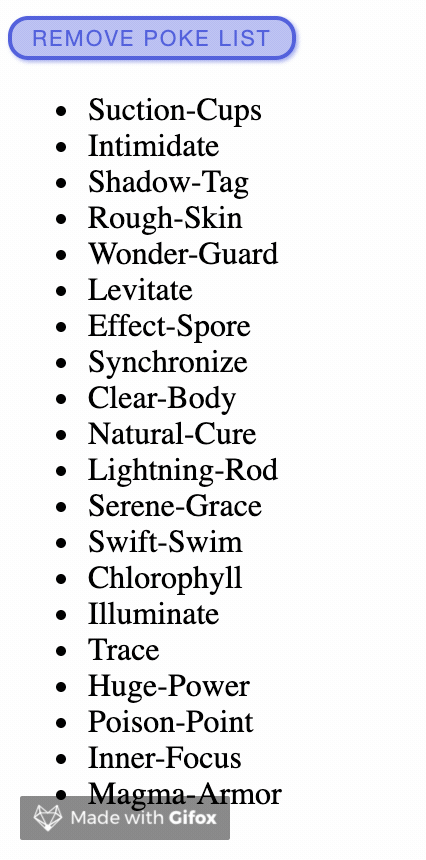 REMOVE POKE LIST
Suction-Cups
Intimidate
Shadow-Tag
Rough-Skin
Wonder-Guard
Levitate
Effect-Spore
Synchronize
Clear-Body
Natural-Cure
Lightning-Rod
Serene-Grace
Swift-Swim
Chlorophyll
Illuminate
Trace
Huge-Power
Poison-Point
Inner-Focus
Magma-Armor
Made with Gifox